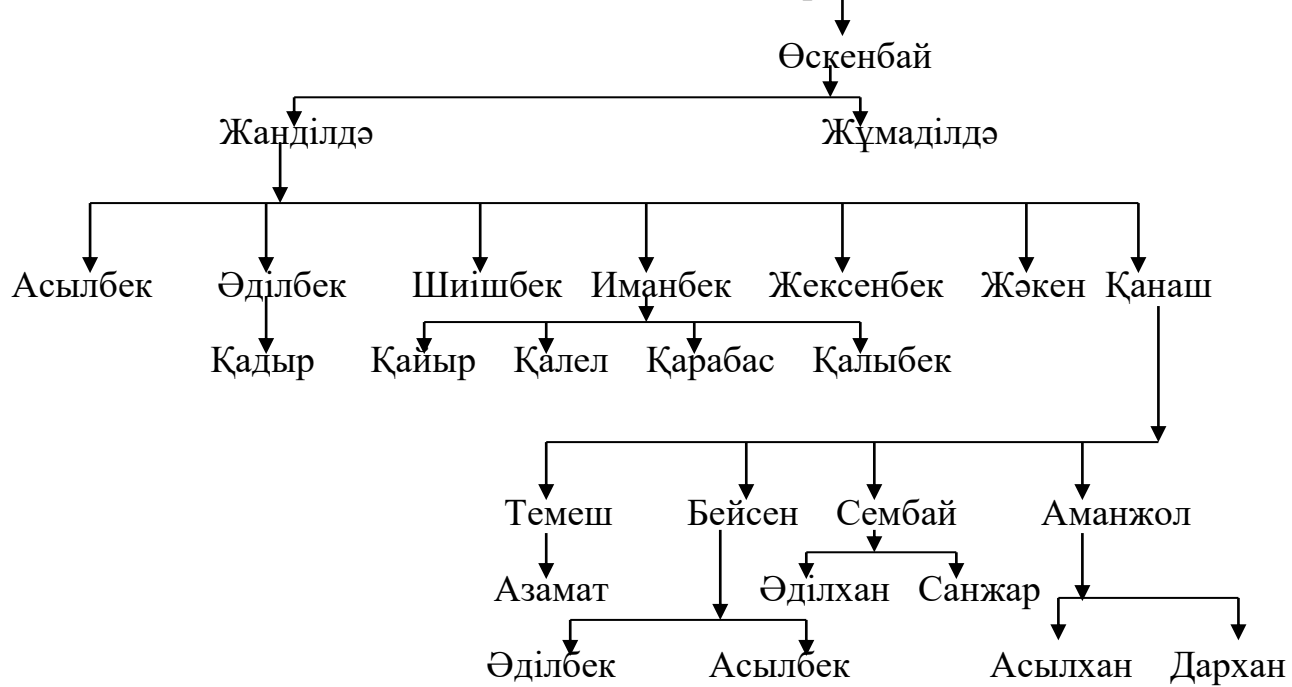 Өскенбай
Жанділдә Жұмаділдә
Асылбек Әділбек Шиішбек Иманбек Жексенбек Жәкен Қанаш
Қадыр Қайыр Қалел Қарабас Қалыбек
Темеш Бейсен Сембай Аманжол
Азамат Әділхан Санжар
Әділбек Асылбек Асылхан Дархан